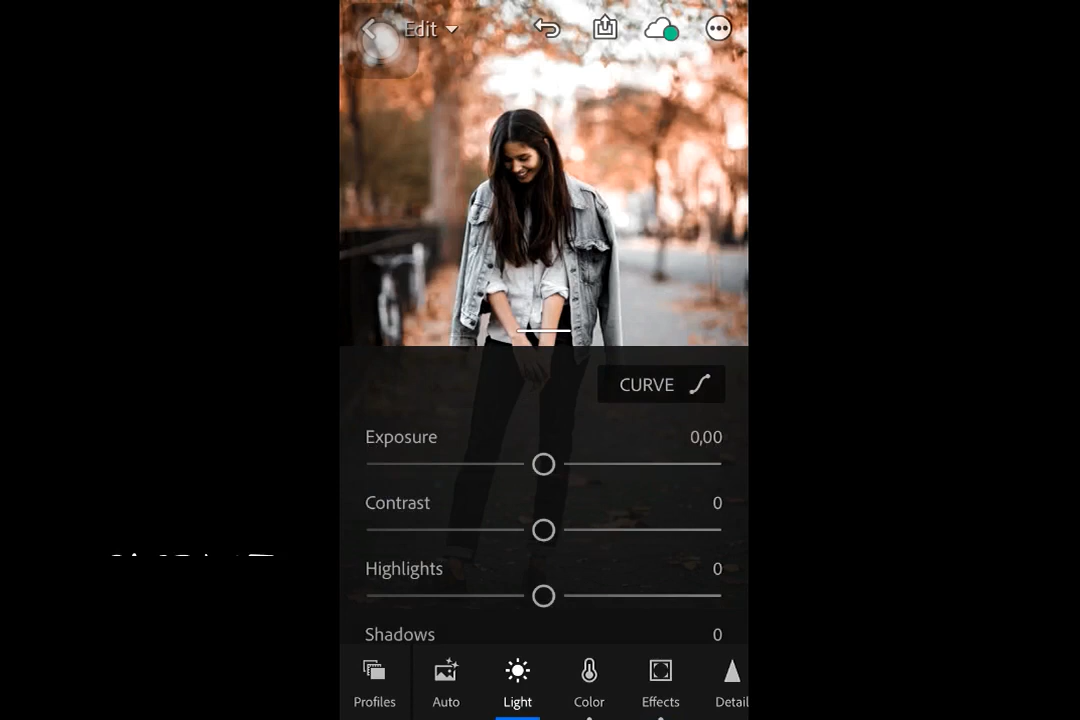 Edit
CURVE
Exposure 0,00
Contrast 0
Highlights 0
Shadows 0
Profiles Auto Light Color Effects Detail